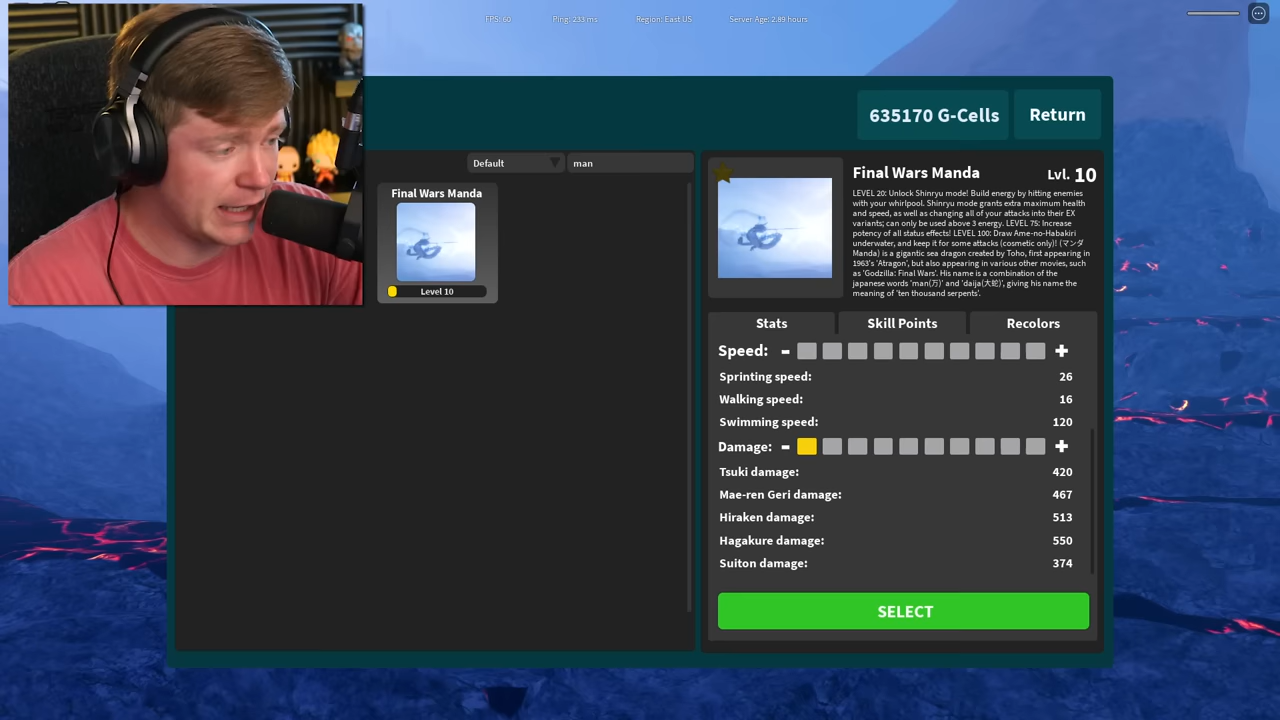 FPS: 60 Ping: 233 ms Region: East US Server Age: 2.89 hours
635170 G-Cells
Return
Default
man
Final Wars Manda
Level 10
Final Wars Manda
Lvl. 10
LEVEL 20: Unlock Shinryu mode! Build energy by hitting enemies
with your whirlpool. Shinryu mode grants extra maximum health
and speed, as well as changing all of your attacks into their EX
variants; can only be used above 3 energy. LEVEL 75: Increase
potency of all status effects! LEVEL 100: Draw Ame-no-Habakiri
underwater, and keep it for some attacks (cosmetic only)! (マンダ
Manda) is a gigantic sea dragon created by Toho, first appearing in
1963's 'Atragon', but also appearing in various other movies, such
as 'Godzilla: Final Wars'. His name is a combination of the
japanese words 'man(万)' and 'daija(大蛇)', giving his name the
meaning of 'ten thousand serpents'.
Stats
Skill Points
Recolors
Speed: - +
Sprinting speed: 26
Walking speed: 16
Swimming speed: 120
Damage: - +
Tsuki damage: 420
Mae-ren Geri damage: 467
Hiraken damage: 513
Hagakure damage: 550
Suiton damage: 374
SELECT